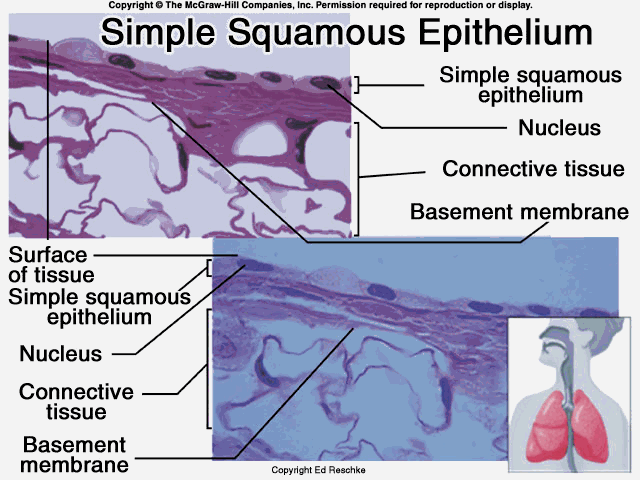 Copyright © The McGraw-Hill Companies, Inc. Permission required for reproduction or display.
Simple Squamous Epithelium
Simple squamous
epithelium
Nucleus
Connective tissue
Basement membrane
Surface
of tissue
Simple squamous
epithelium
Nucleus
Connective
tissue
Basement
membrane
Copyright Ed Reschke